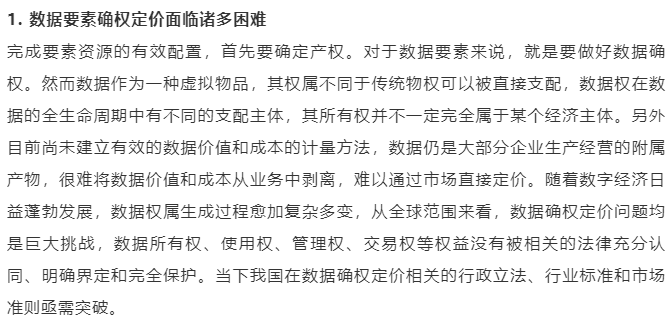 1. 数据要素确权定价面临诸多困难
完成要素资源的有效配置，首先要确定产权。对于数据要素来说，就是要做好数据确
权。然而数据作为一种虚拟物品，其权属不同于传统物权可以被直接支配，数据权在数
据的全生命周期中有不同的支配主体，其所有权并不一定完全属于某个经济主体。另外
目前尚未建立有效的数据价值和成本的计量方法，数据仍是大部分企业生产经营的附属
产物，很难将数据价值和成本从业务中剥离，难以通过市场直接定价。随着数字经济日
益蓬勃发展，数据权属生成过程愈加复杂多变，从全球范围来看，数据确权定价问题均
是巨大挑战，数据所有权、使用权、管理权、交易权等权益没有被相关的法律充分认
同、明确界定和完全保护。当下我国在数据确权定价相关的行政立法、行业标准和市场
准则亟需突破。